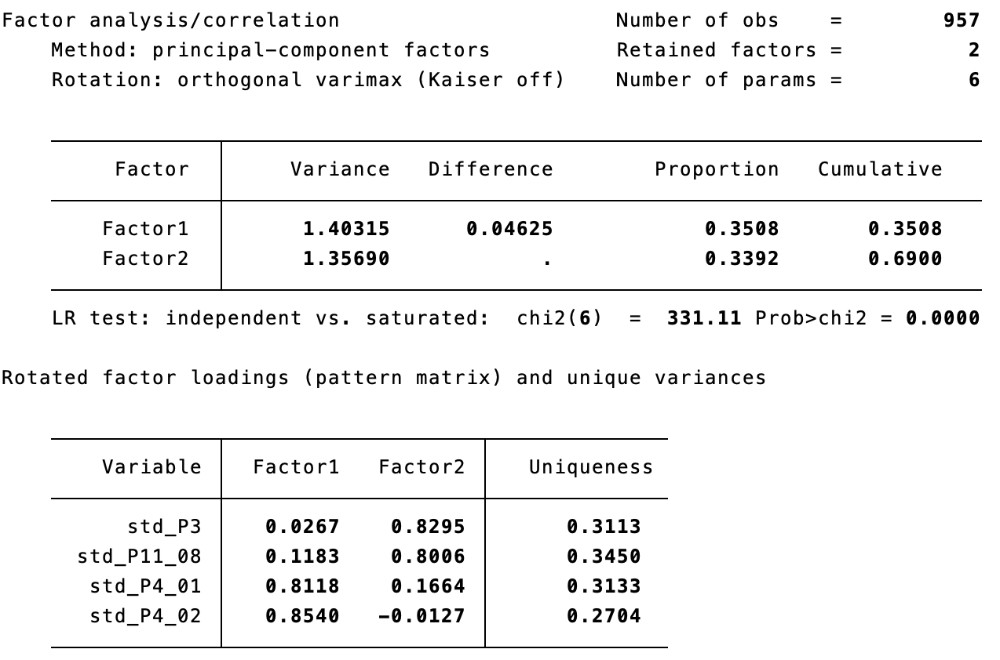 Factor analysis/correlation Number of obs = 957
Method: principal-component factors Retained factors = 2
Rotation: orthogonal varimax (Kaiser off) Number of params = 6
Factor Variance Difference Proportion Cumulative
Factor1 1.40315 0.04625 0.3508 0.3508
Factor2 1.35690 . 0.3392 0.6900
LR test: independent vs. saturated: chi2(6) = 331.11 Prob>chi2 = 0.0000
Rotated factor loadings (pattern matrix) and unique variances
Variable Factor1 Factor2 Uniqueness
std_P3 0.0267 0.8295 0.3113
std_P11_08 0.1183 0.8006 0.3450
std_P4_01 0.8118 0.1664 0.3133
std_P4_02 0.8540 -0.0127 0.2704